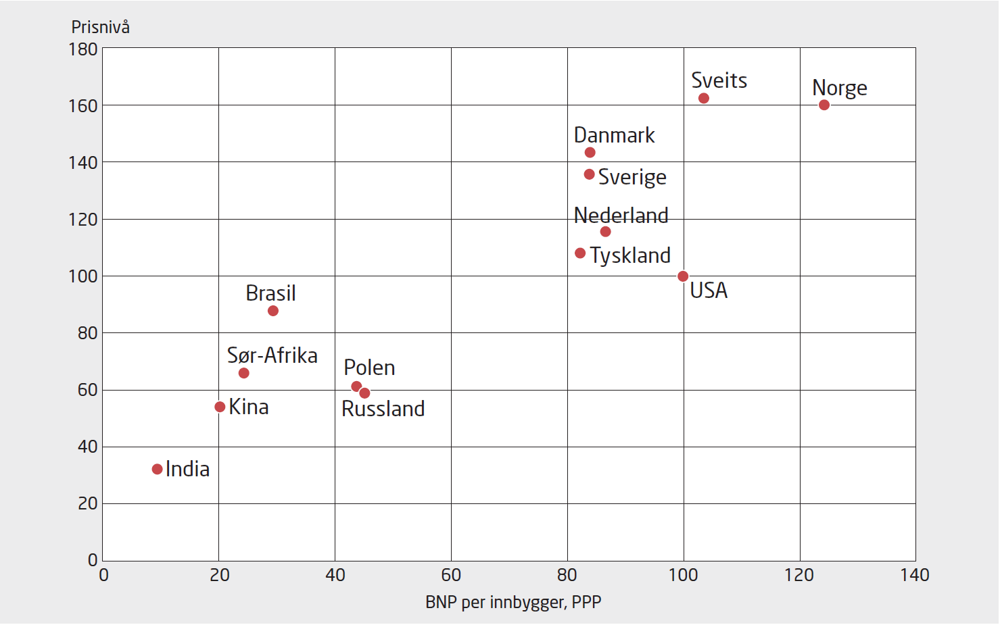 Prisnivå
180
Sveits
Norge
160
Danmark
140
Sverige
Nederland
120
Tyskland
100
USA
Brasil
80
Sør-Afrika
Polen
60
Kina
Russland
40
India
20
0
0 20 40 60 80 100 120 140
BNP per innbygger, PPP